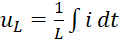 u_L = \frac{1}{L} \int i \, dt